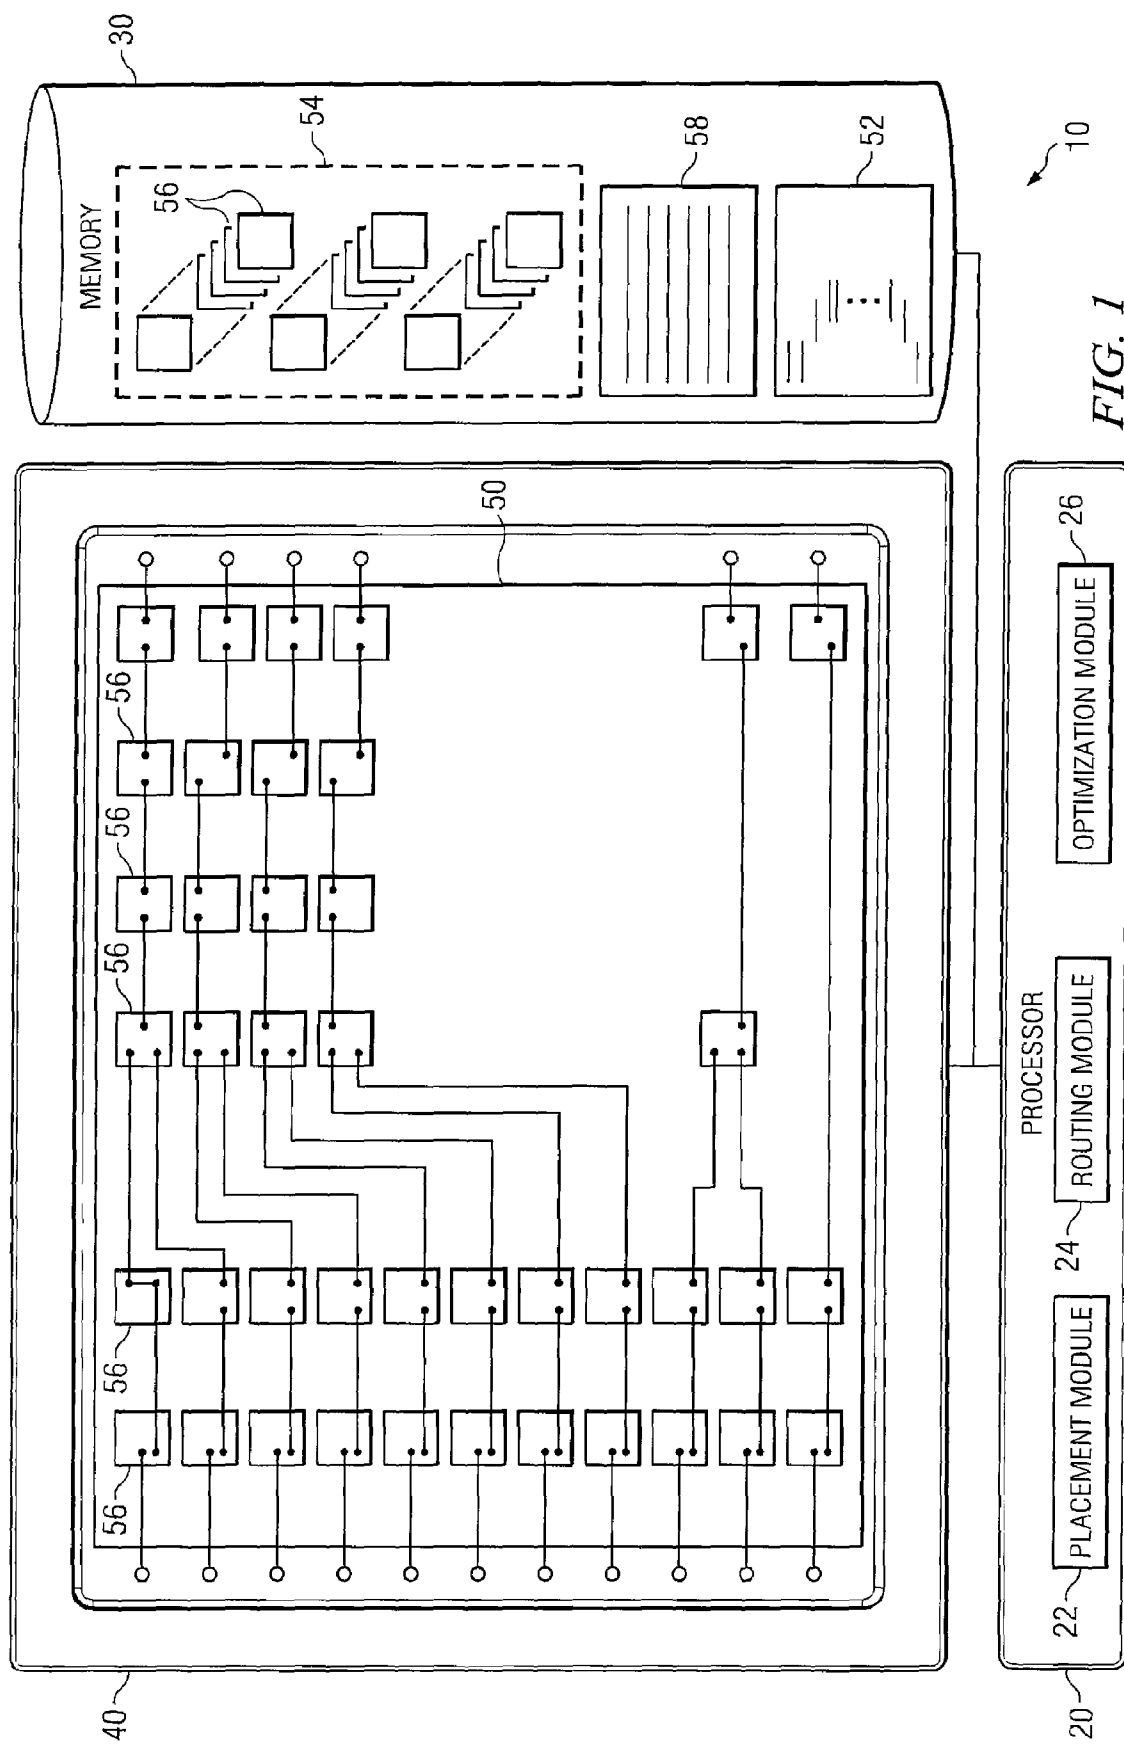 40
50
56
56
56
56
56
MEMORY
30
54
56
58
52
10
20
PROCESSOR
22
PLACEMENT MODULE
24
ROUTING MODULE
26
OPTIMIZATION MODULE
FIG. 1